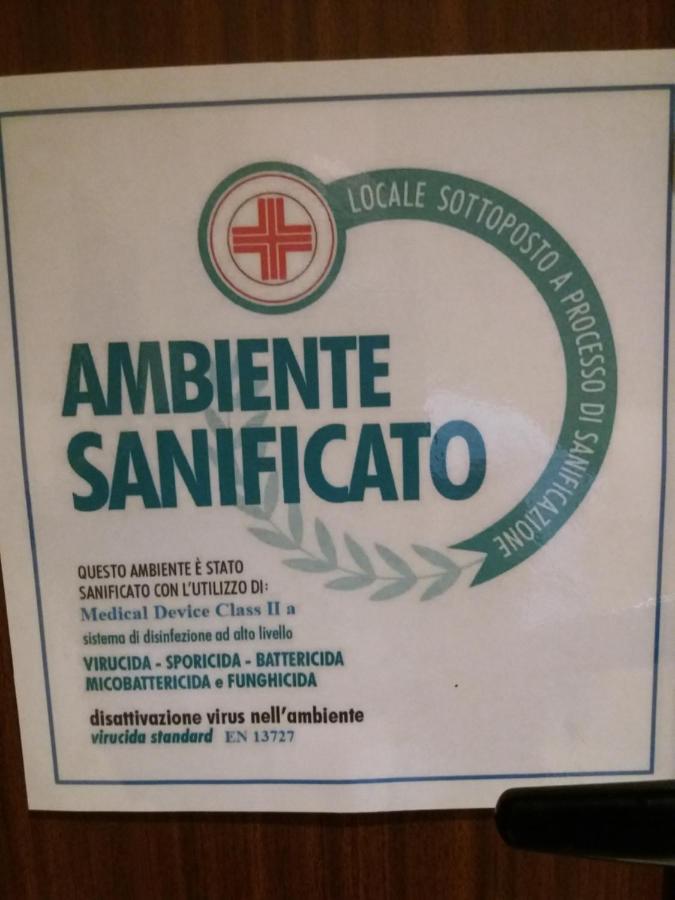 LOCALE SOTTOPOSTO A PROCESSO DI SANIFICAZIONE
AMBIENTE
SANIFICATO
QUESTO AMBIENTE È STATO
SANIFICATO CON L'UTILIZZO DI:
Medical Device Class II a
sistema di disinfezione ad alto livello
VIRUCIDA - SPORICIDA - BATTERICIDA
MICOBATTERICIDA e FUNGHICIDA
disattivazione virus nell'ambiente
virucida standard EN 13727